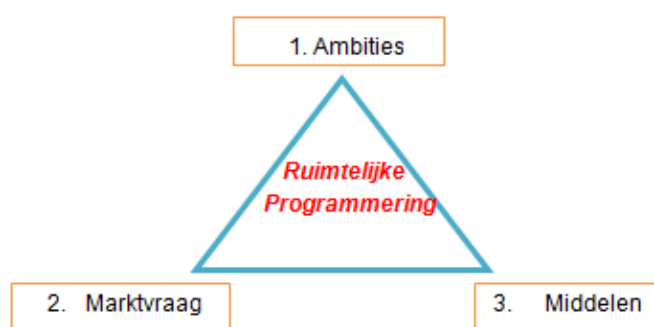 1. Ambities
Ruimtelijke
Programmering
2. Marktvraag
3. Middelen